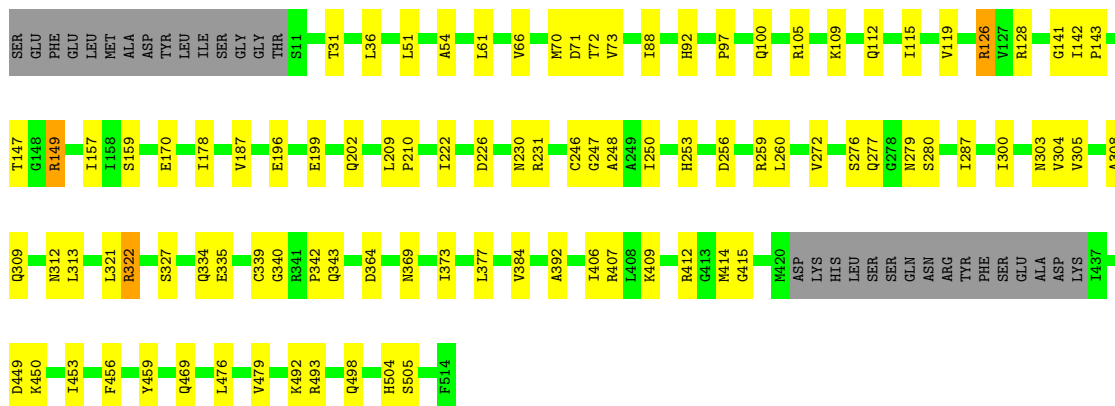 SER GLU PHE GLU LEU MET ALA ASP TYR LEU ILE SER GLY GLY THR S11 T31 L36 L51 A54 L61 V66 M70 D71 T72 V73 I88 H92 P97 Q100 R105 K109 Q112 I115 V119 R126 V127 R128 G141 I142 P143
T147 G148 R149 I157 I158 S159 E170 I178 V187 E196 E199 Q202 L209 P210 I222 D226 N230 R231 C246 G247 A248 A249 I250 H253 D256 R259 L260 V272 S276 Q277 G278 N279 S280 I287 I300 N303 V304 V305 A308
Q309 N312 L313 L321 R322 S327 Q334 E335 C339 G340 R341 P342 Q343 D364 N369 I373 L377 V384 A392 I406 R407 L408 K409 R412 G413 M414 G415 M420 ASP LYS HIS LEU SER SER GLN ASN ARG TYR PHE SER GLU ALA ASP LYS I437
D449 K450 I453 F456 Y459 Q469 L476 V479 K492 R493 Q498 H504 S505 F514